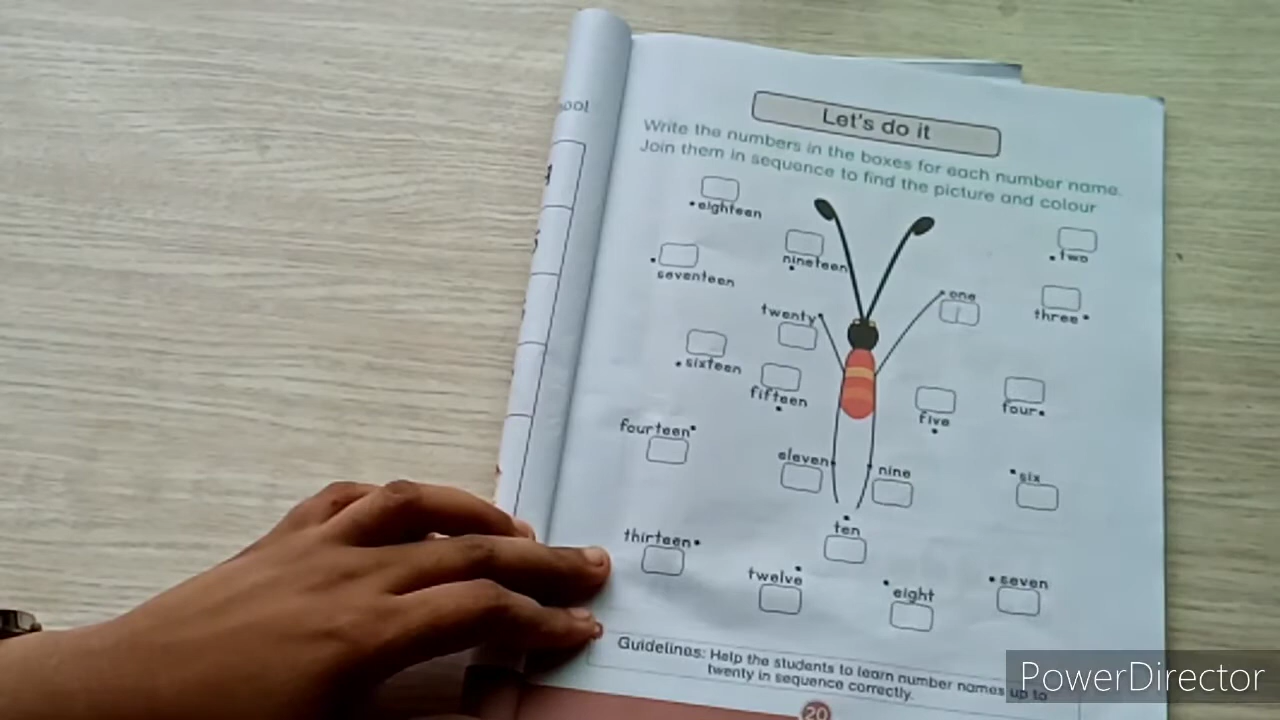 ool
Let's do it
Write the numbers in the boxes for each number name.
Join them in sequence to find the picture and colour
eighteen
two
nineteen
seventeen
one
three
twenty
sixteen
fifteen
four
five
fourteen
eleven
nine
six
ten
thirteen
twelve
eight
seven
Guidelines: Help the students to learn number names up to
twenty in sequence correctly.
20
PowerDirector